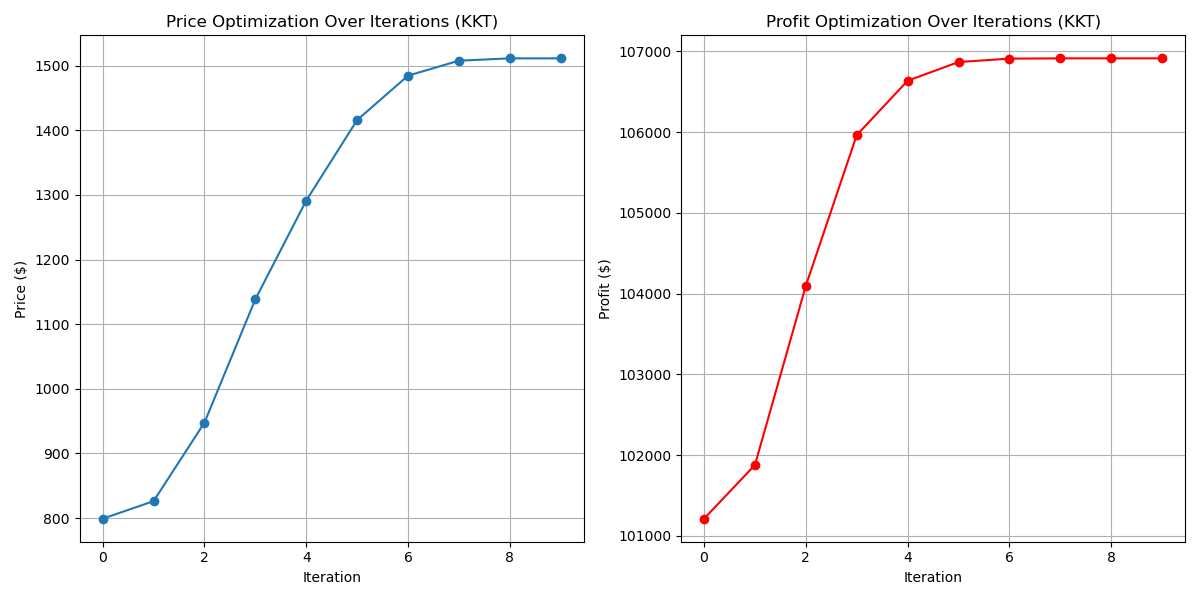 Price Optimization Over Iterations (KKT)
Price ($)
1500
1400
1300
1200
1100
1000
900
800
0 2 4 6 8
Iteration
Profit Optimization Over Iterations (KKT)
Profit ($)
107000
106000
105000
104000
103000
102000
101000
0 2 4 6 8
Iteration